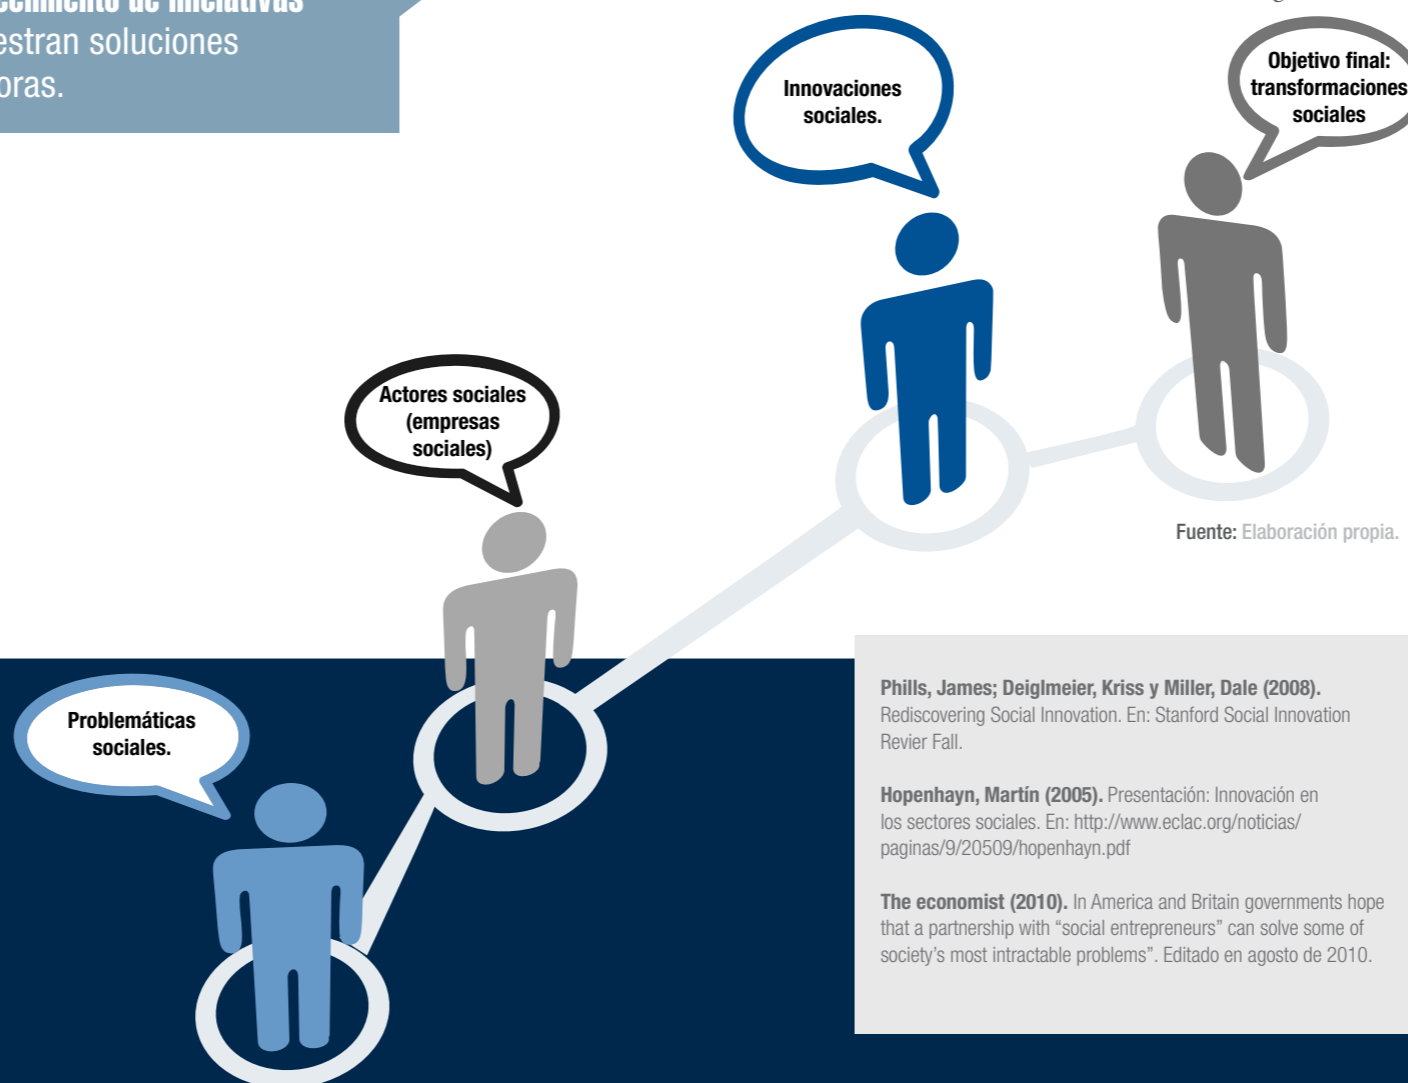 de iniciativas
soluciones
Innovaciones
sociales.
Objetivo final:
transformaciones
sociales
Actores sociales
(empresas
sociales)
Problemáticas
sociales.
Fuente: Elaboración propia.
Phills, James; Deiglmeier, Kriss y Miller, Dale (2008).
Rediscovering Social Innovation. En: Stanford Social Innovation
Revier Fall.
Hopenhayn, Martín (2005). Presentación: Innovación en
los sectores sociales. En: http://www.eclac.org/noticias/
paginas/9/20509/hopenhayn.pdf
The economist (2010). In America and Britain governments hope
that a partnership with “social entrepreneurs” can solve some of
society’s most intractable problems”. Editado en agosto de 2010.